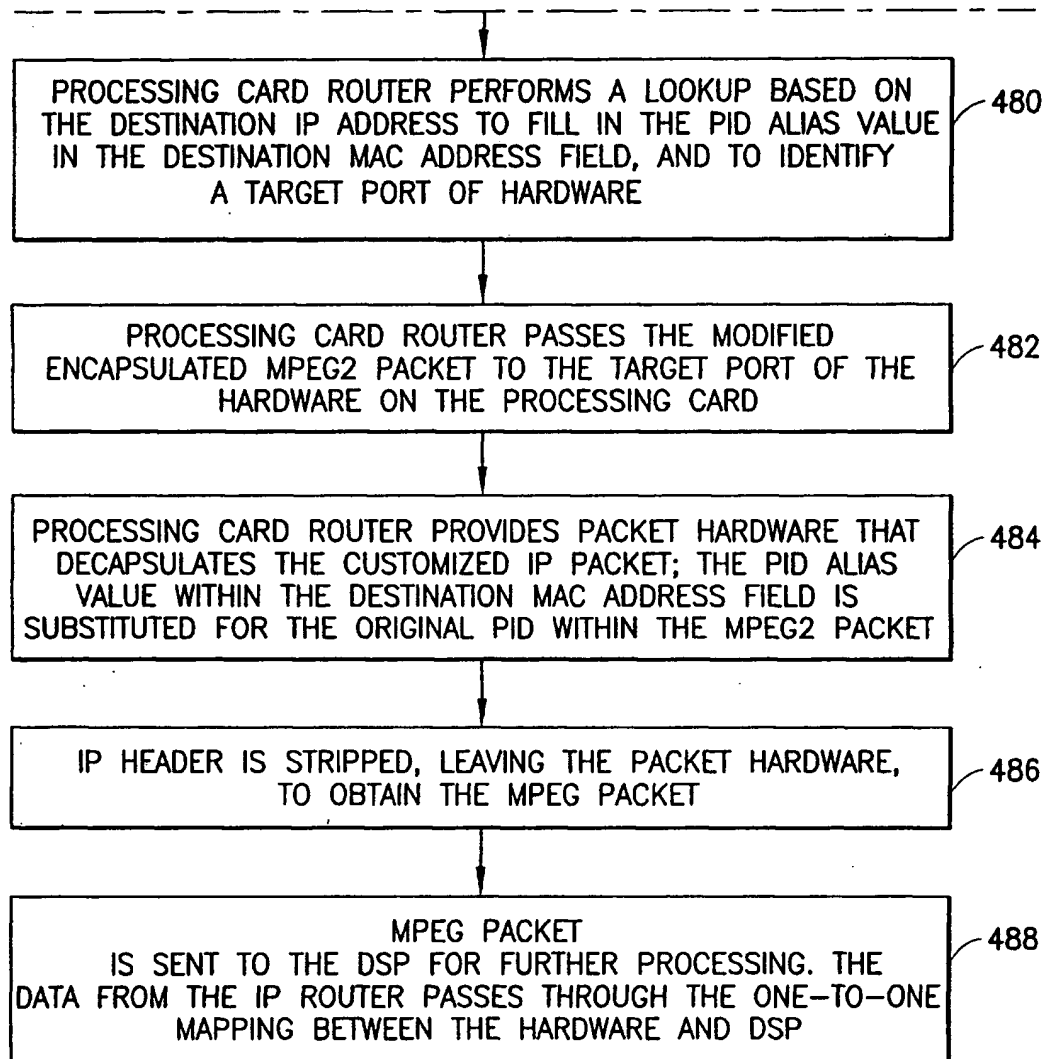 PROCESSING CARD ROUTER PERFORMS A LOOKUP BASED ON
THE DESTINATION IP ADDRESS TO FILL IN THE PID ALIAS VALUE
IN THE DESTINATION MAC ADDRESS FIELD, AND TO IDENTIFY
A TARGET PORT OF HARDWARE
480
PROCESSING CARD ROUTER PASSES THE MODIFIED
ENCAPSULATED MPEG2 PACKET TO THE TARGET PORT OF THE
HARDWARE ON THE PROCESSING CARD
482
PROCESSING CARD ROUTER PROVIDES PACKET HARDWARE THAT
DECAPSULATES THE CUSTOMIZED IP PACKET; THE PID ALIAS
VALUE WITHIN THE DESTINATION MAC ADDRESS FIELD IS
SUBSTITUTED FOR THE ORIGINAL PID WITHIN THE MPEG2 PACKET
484
IP HEADER IS STRIPPED, LEAVING THE PACKET HARDWARE,
TO OBTAIN THE MPEG PACKET
486
MPEG PACKET
IS SENT TO THE DSP FOR FURTHER PROCESSING. THE
DATA FROM THE IP ROUTER PASSES THROUGH THE ONE-TO-ONE
MAPPING BETWEEN THE HARDWARE AND DSP
488